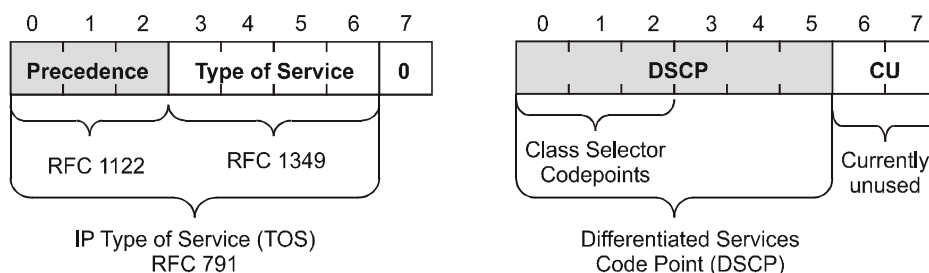 0 1 2 3 4 5 6 7
Precedence Type of Service 0
RFC 1122 RFC 1349
IP Type of Service (TOS)
RFC 791
0 1 2 3 4 5 6 7
DSCP CU
Class Selector
Codepoints
Currently
unused
Differentiated Services
Code Point (DSCP)